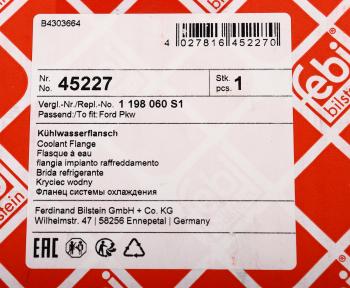 B4303664
4 027816 452270
Nr.
No. 45227
Stk.
pcs. 1
Vergl.-Nr./Repl.-No. 1 198 060 S1
Passend:/To fit: Ford Pkw
Kühlwasserflansch
Coolant Flange
Flasque à eau
flangia impianto raffreddamento
Brida refrigerante
Kryciec wodny
Фланец системы охлаждения
Ferdinand Bilstein GmbH + Co. KG
Wilhelmstr. 47 | 58256 Ennepetal | Germany
EAC
febi
bilstein
bilstein